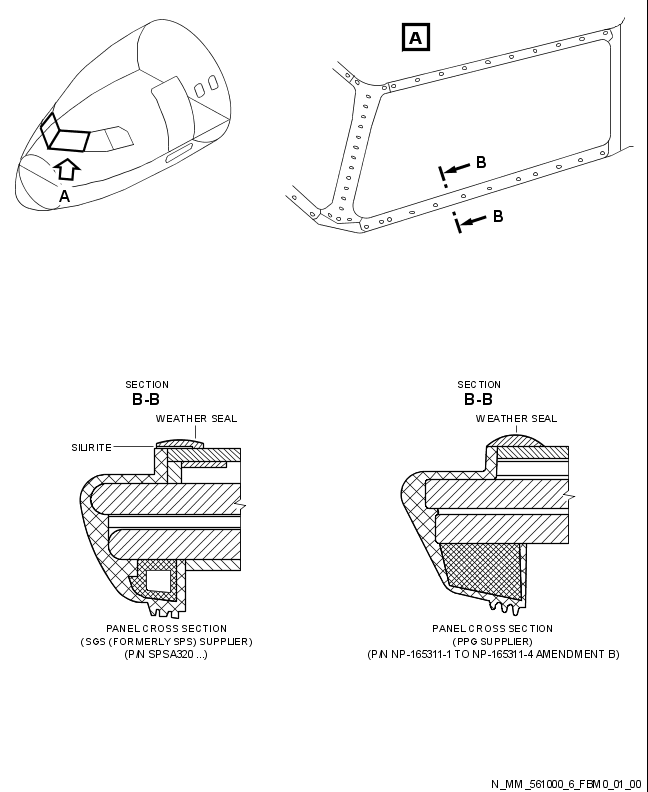 A
A
B
B
SECTION
B-B
WEATHER SEAL
SILIRITE
PANEL CROSS SECTION
(SGS (FORMERLY SPS) SUPPLIER)
(P/N SPSA320 ...)
SECTION
B-B
WEATHER SEAL
PANEL CROSS SECTION
(PPG SUPPLIER)
(P/N NP-165311-1 TO NP-165311-4 AMENDMENT B)
N_MM_561000_6_FBM0_01_00